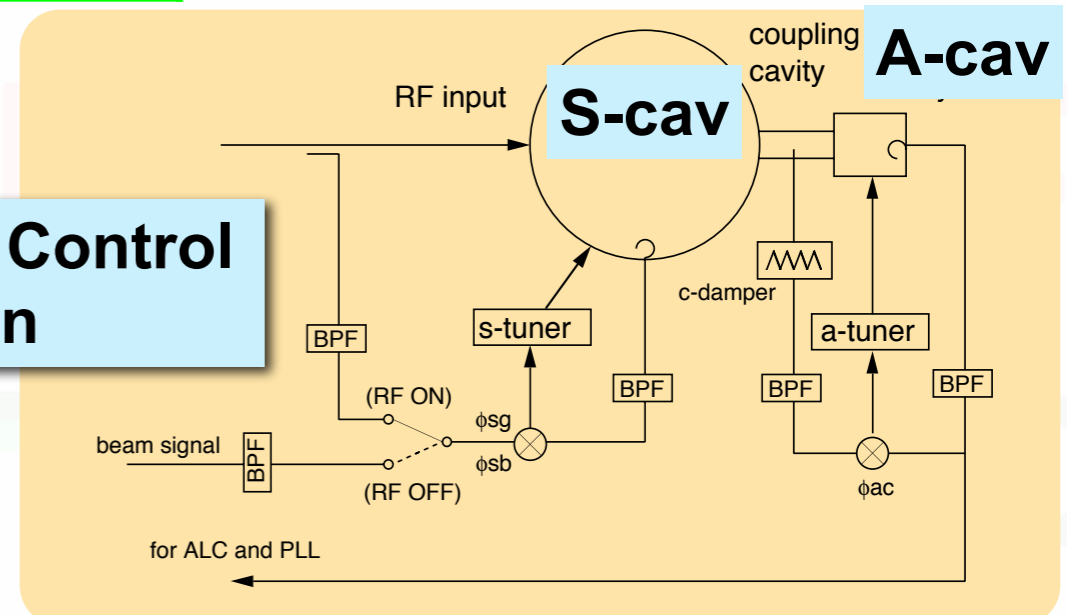 coupling
cavity
A-cav
RF input
S-cav
Control
n
c-damper
s-tuner
a-tuner
BPF
BPF
BPF
BPF
(RF ON)
ϕsg
beam signal
BPF
ϕsb
(RF OFF)
ϕac
for ALC and PLL